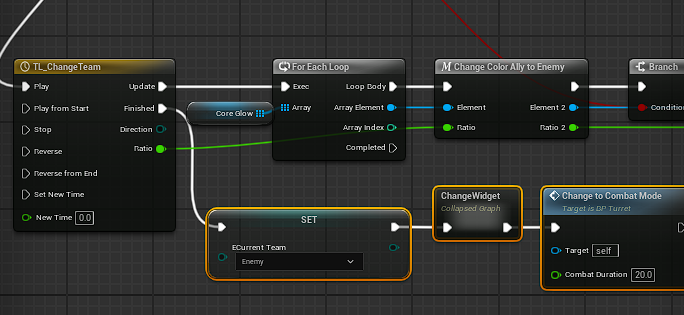 TL_ChangeTeam
Play
Update
Play from Start
Finished
Stop
Direction
Reverse
Ratio
Reverse from End
Set New Time
New Time 0.0
Core Glow
For Each Loop
Exec
Loop Body
Array
Array Element
Array Index
Completed
M Change Color Ally to Enemy
Element
Element 2
Ratio
Ratio 2
Branch
Conditio
SET
ECurrent Team
Enemy
ChangeWidget
Collapsed Graph
Change to Combat Mode
Target is BP Turret
Target self
Combat Duration 20.0